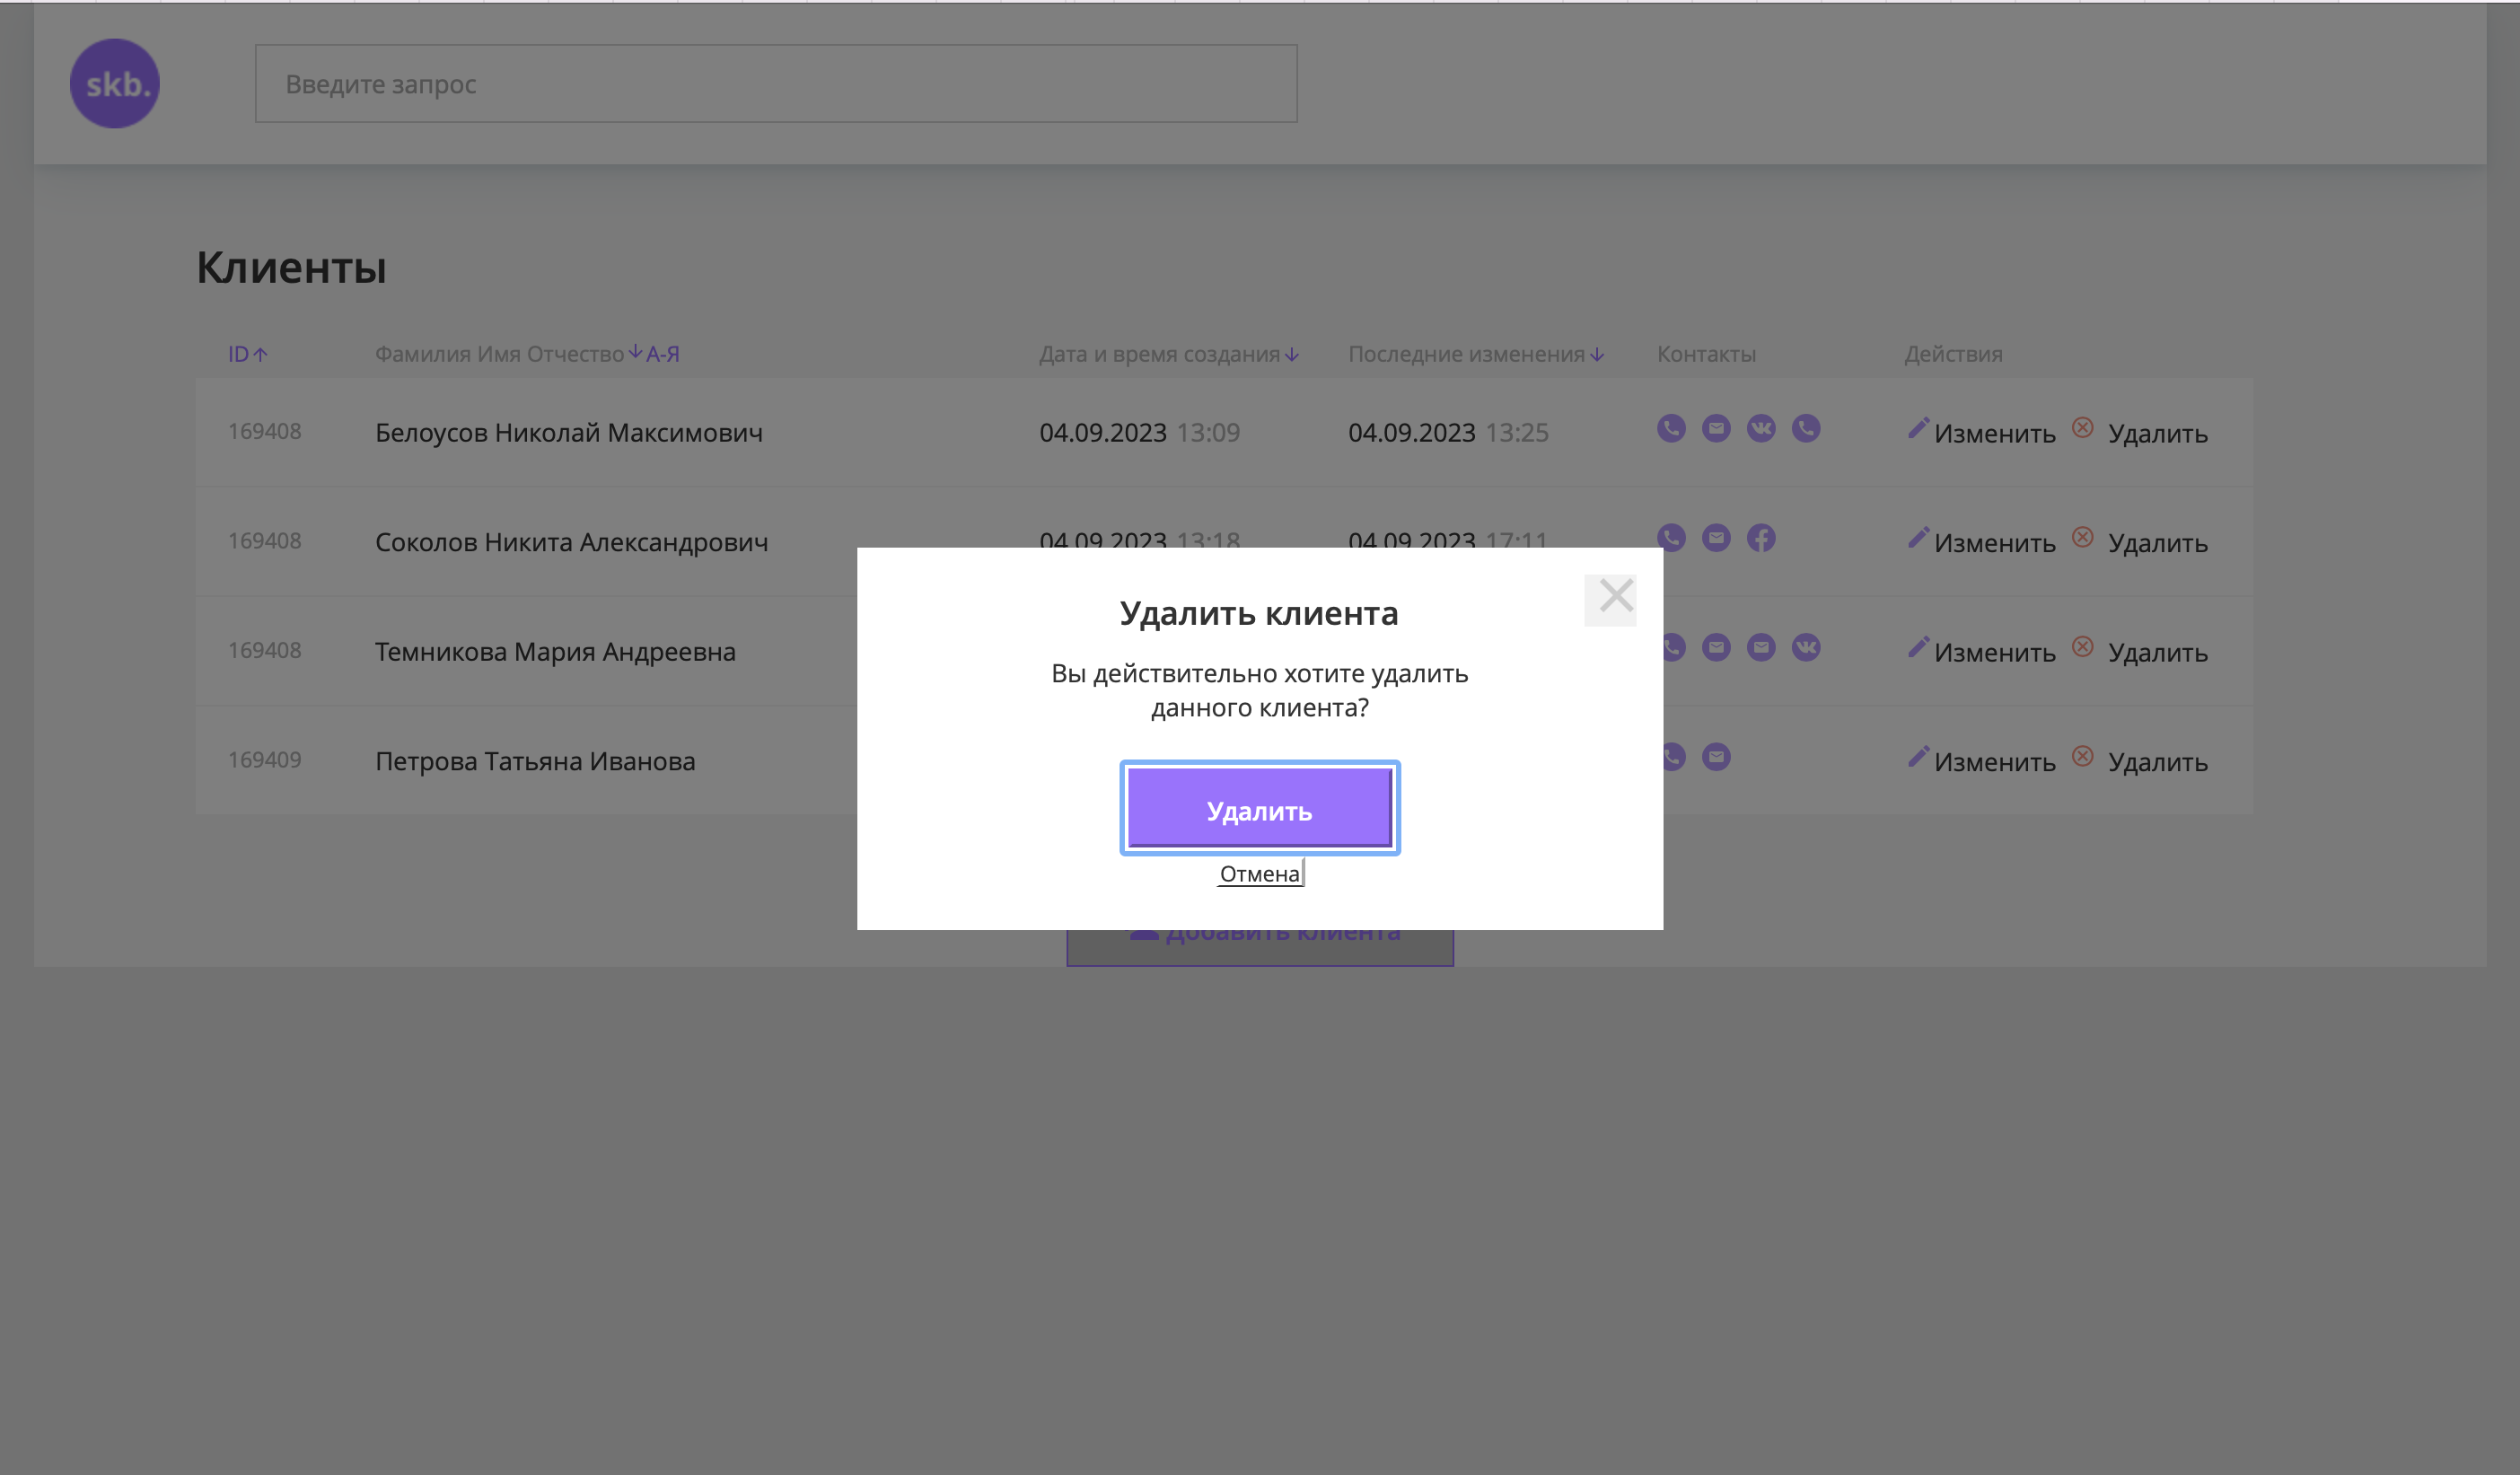 skb.
Введите запрос
Клиенты
ID Фамилия Имя Отчество А-Я Дата и время создания Последние изменения Контакты Действия
169408 Белоусов Николай Максимович 04.09.2023 13:09 04.09.2023 13:25 Изменить Удалить
169408 Соколов Никита Александрович 04.09.2023 13:18 04.09.2023 17:11 Изменить Удалить
169408 Темникова Мария Андреевна Изменить Удалить
169409 Петрова Татьяна Иванова Изменить Удалить
Удалить клиента
Вы действительно хотите удалить
данного клиента?
Удалить
Отмена
Добавить клиента